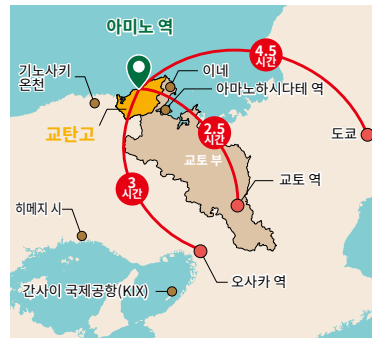 아미노 역
4.5
시간
기노사키
온천
이네
아마노하시다테 역
교탄고
2.5
시간
도쿄
교토 부
3
시간
교토 역
히메지 시
오사카 역
간사이 국제공항(KIX)